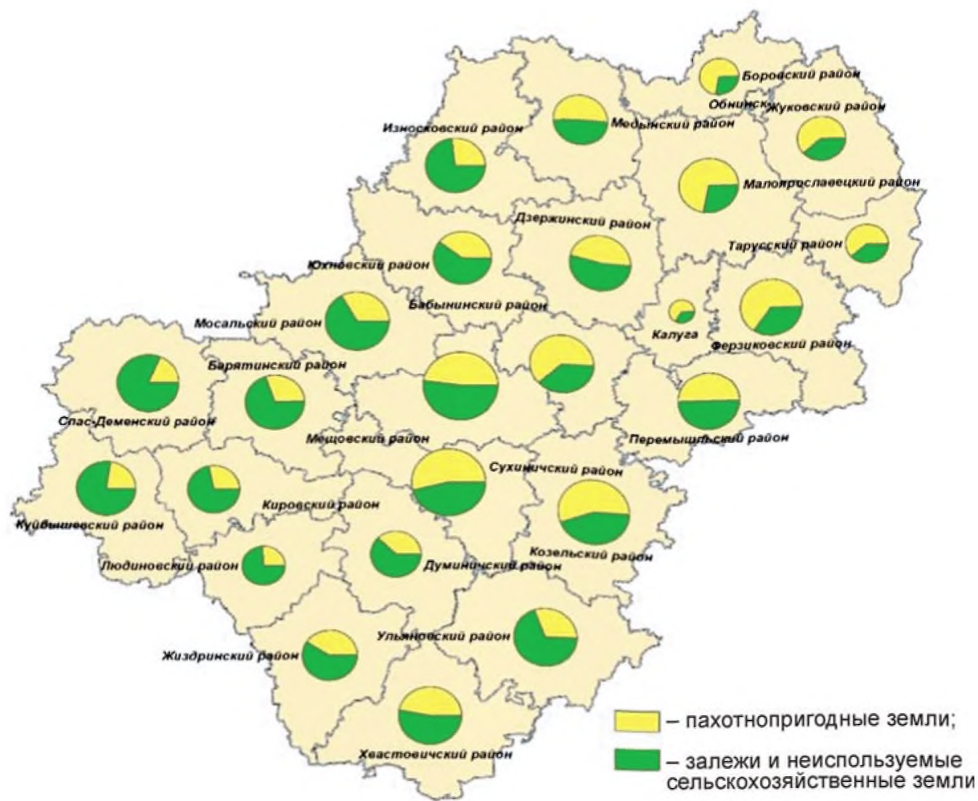 Боровский район
Обнинск
Жуковский район
Медынский район
Износковский район
Малоярославецкий район
Дзержинский район
Тарусский район
Юхновский район
Бабынинский район
Мосальский район
Калуга
Ферзиковский район
Барятинский район
Спас-Деменский район
Мещовский район
Перемышльский район
Сухиничский район
Кировский район
Куйбышевский район
Козельский район
Людиновский район
Думиничский район
Ульяновский район
Жиздринский район
Хвастовичский район
– пахотнопригодные земли;
– залежи и неиспользуемые
сельскохозяйственные земли